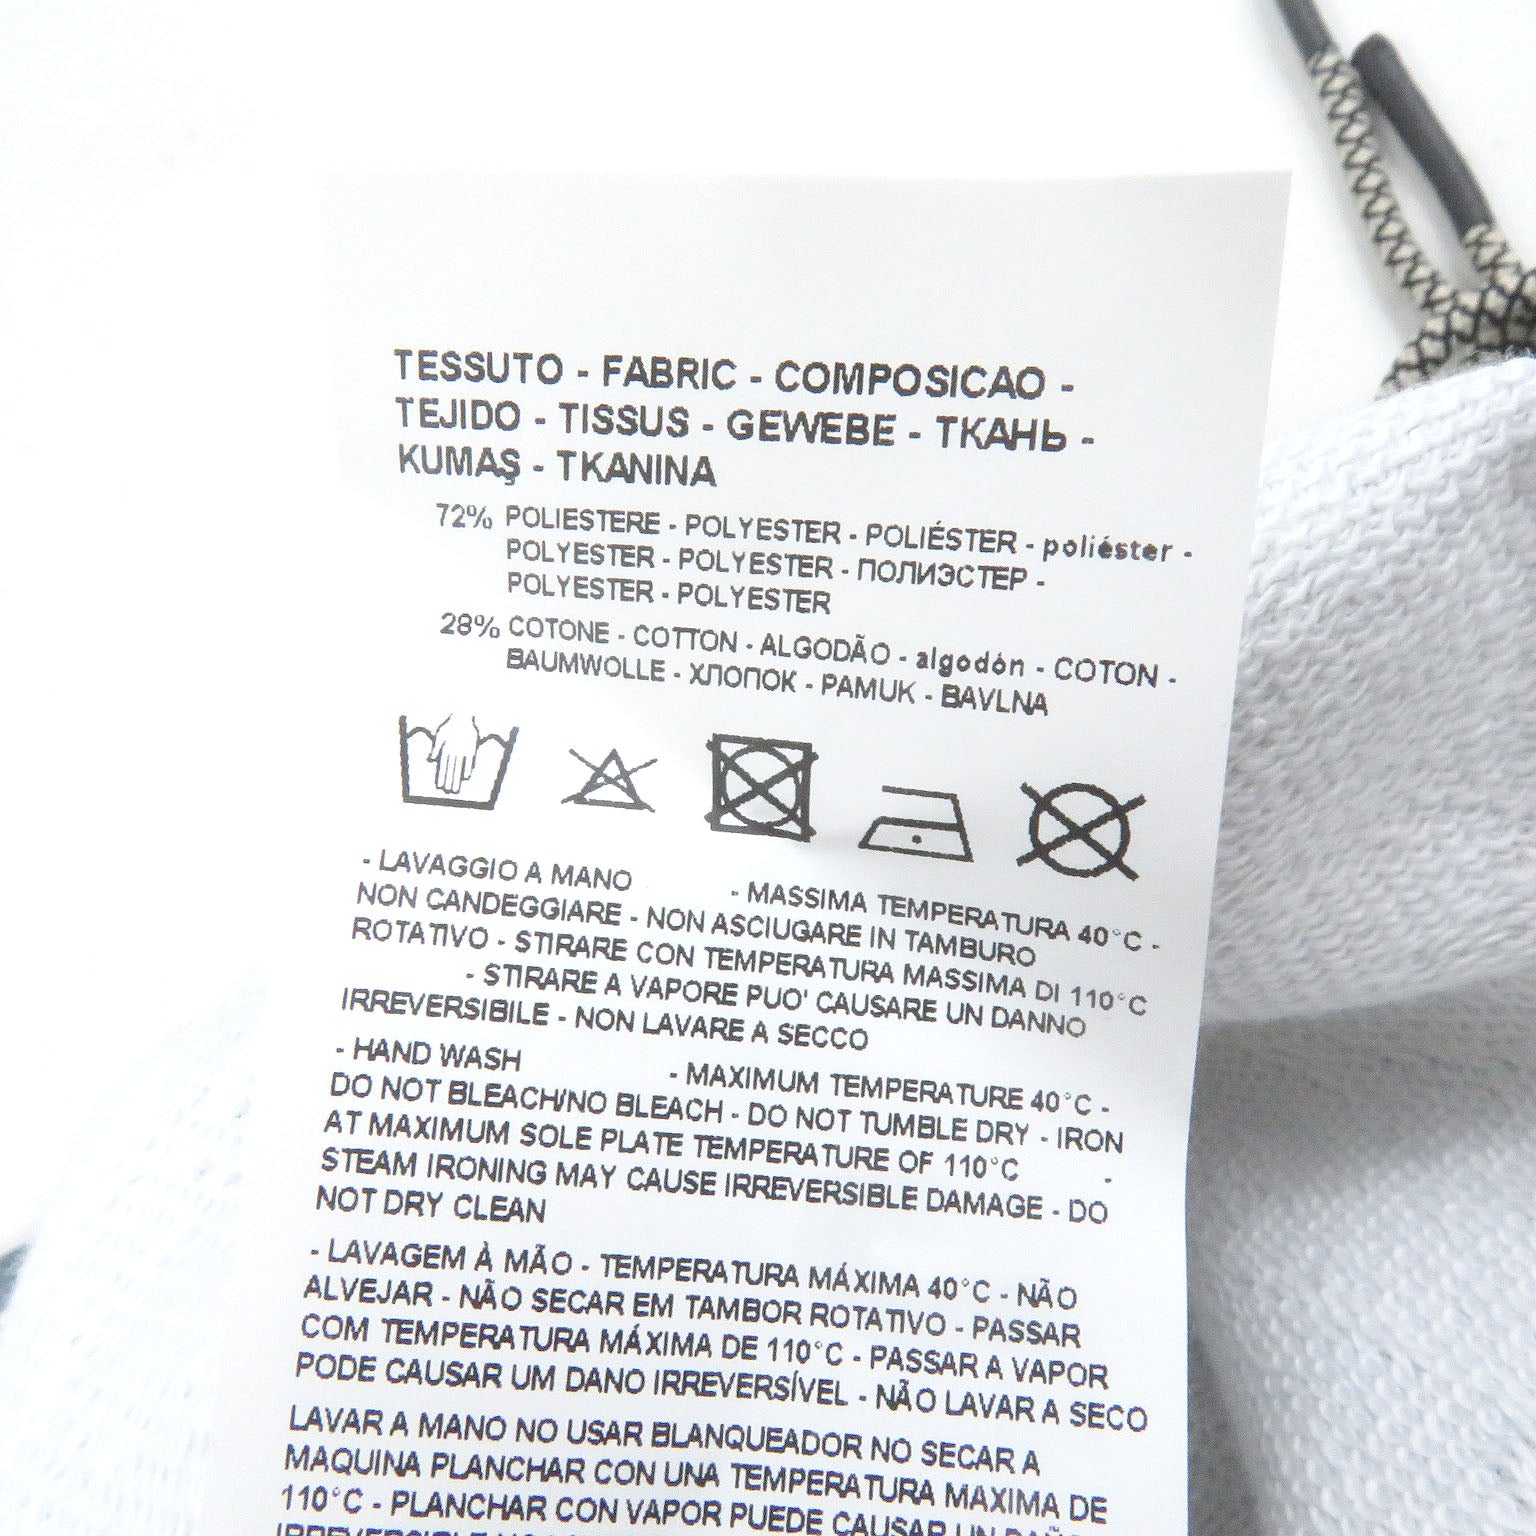 TESSUTO - FABRIC - COMPOSICAO -
TEJIDO - TISSUS - GEWEBE - ТКАНЬ -
KUMAŞ - TKANINA
72% POLIESTERE - POLYESTER - POLIÉSTER - poliéster -
POLYESTER - POLYESTER - ПОЛИЭСТЕР -
POLYESTER - POLYESTER
28% COTONE - COTTON - ALGODÃO - algodón - COTON -
BAUMWOLLE - ХЛОПОК - PAMUK - BAVLNA
- LAVAGGIO A MANO - MASSIMA TEMPERATURA 40°C -
NON CANDEGGIARE - NON ASCIUGARE IN TAMBURO
ROTATIVO - STIRARE CON TEMPERATURA MASSIMA DI 110°C
- STIRARE A VAPORE PUO' CAUSARE UN DANNO
IRREVERSIBILE - NON LAVARE A SECCO
- HAND WASH - MAXIMUM TEMPERATURE 40°C -
DO NOT BLEACH/NO BLEACH - DO NOT TUMBLE DRY - IRON
AT MAXIMUM SOLE PLATE TEMPERATURE OF 110°C -
STEAM IRONING MAY CAUSE IRREVERSIBLE DAMAGE - DO
NOT DRY CLEAN
- LAVAGEM À MÃO - TEMPERATURA MÁXIMA 40°C - NÃO
ALVEJAR - NÃO SECAR EM TAMBOR ROTATIVO - PASSAR
COM TEMPERATURA MÁXIMA DE 110°C - PASSAR A VAPOR
PODE CAUSAR UM DANO IRREVERSÍVEL - NÃO LAVAR A SECO
LAVAR A MANO NO USAR BLANQUEADOR NO SECAR A
MAQUINA PLANCHAR CON UNA TEMPERATURA MAXIMA DE
110°C - PLANCHAR CON VAPOR PUEDE CAUSAR UN